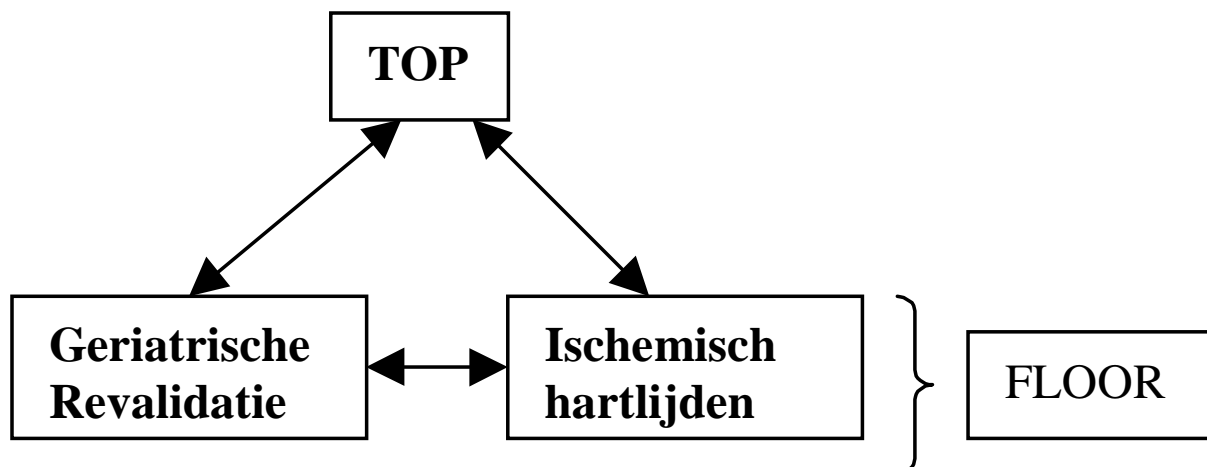 TOP
Geriatrische
Revalidatie
Ischemisch
hartlijden
FLOOR